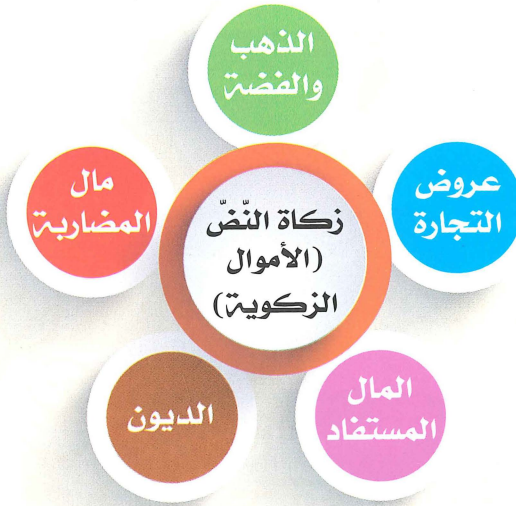 الذهب
والفضة
عروض
التجارة
مال
المضاربة
زكاة النّضّ
(الأموال
الزكوية)
المال
المستفاد
الديون